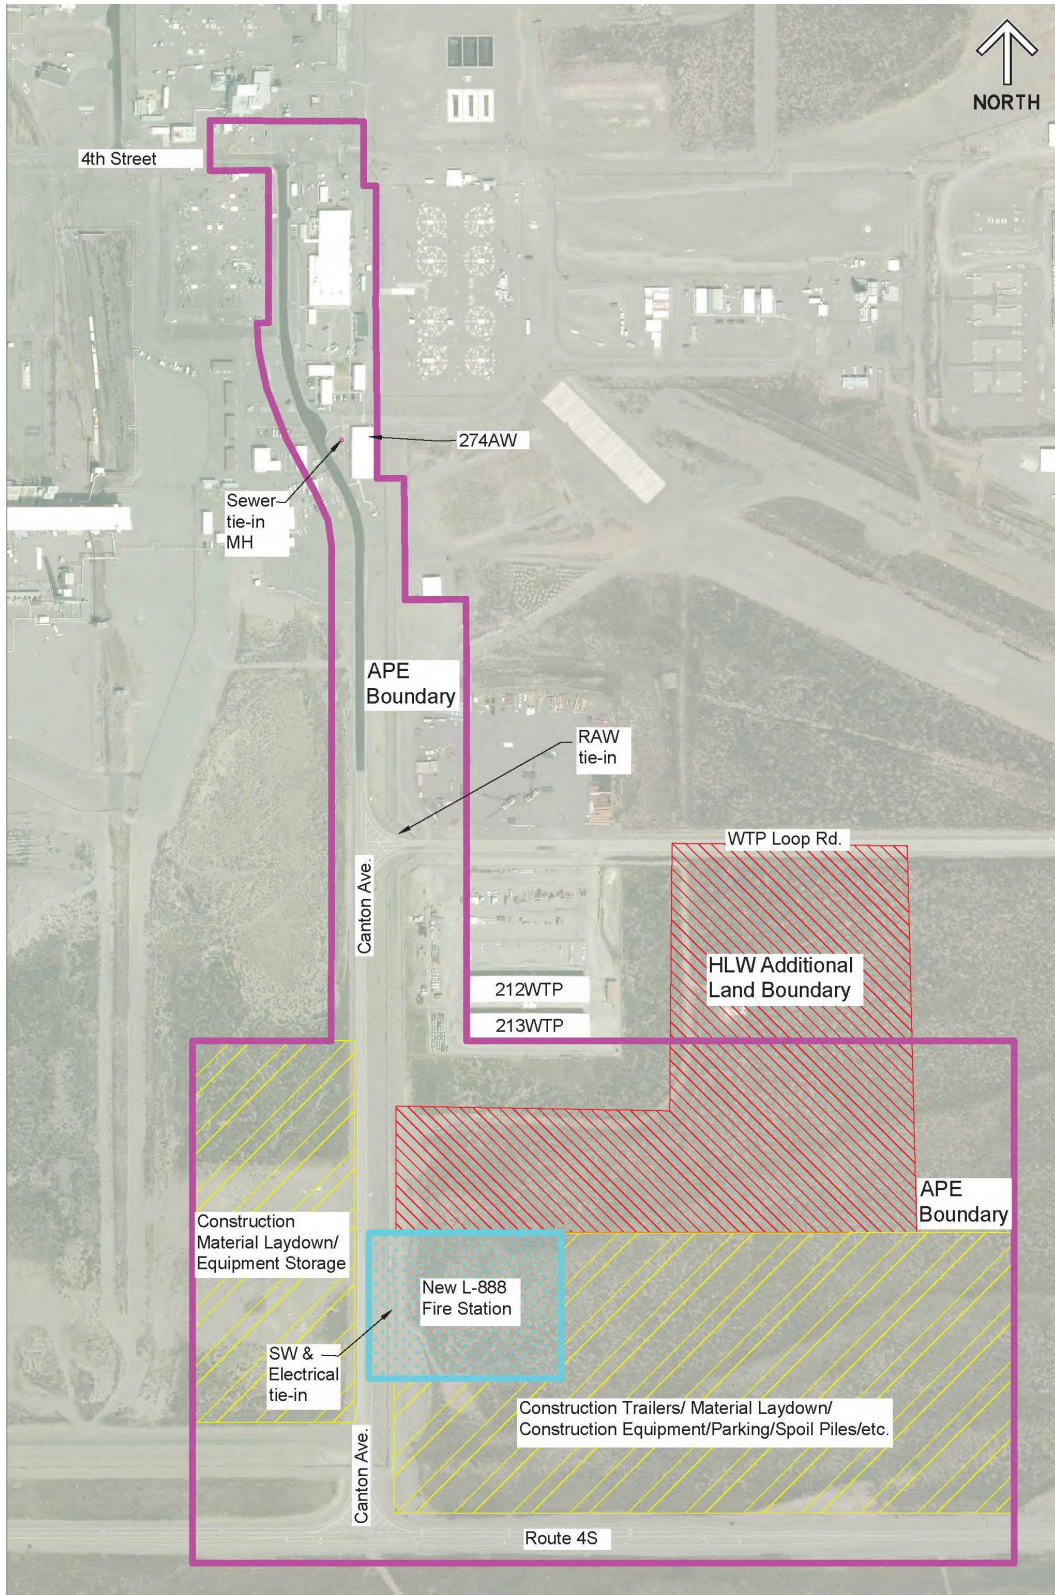 NORTH
4th Street
274AW
Sewer
tie-in
MH
APE
Boundary
RAW
tie-in
WTP Loop Rd.
Canton Ave.
HLW Additional
Land Boundary
212WTP
213WTP
APE
Boundary
Construction
Material Laydown/
Equipment Storage
New L-888
Fire Station
SW &
Electrical
tie-in
Construction Trailers/ Material Laydown/
Construction Equipment/Parking/Spoil Piles/etc.
Canton Ave.
Route 4S